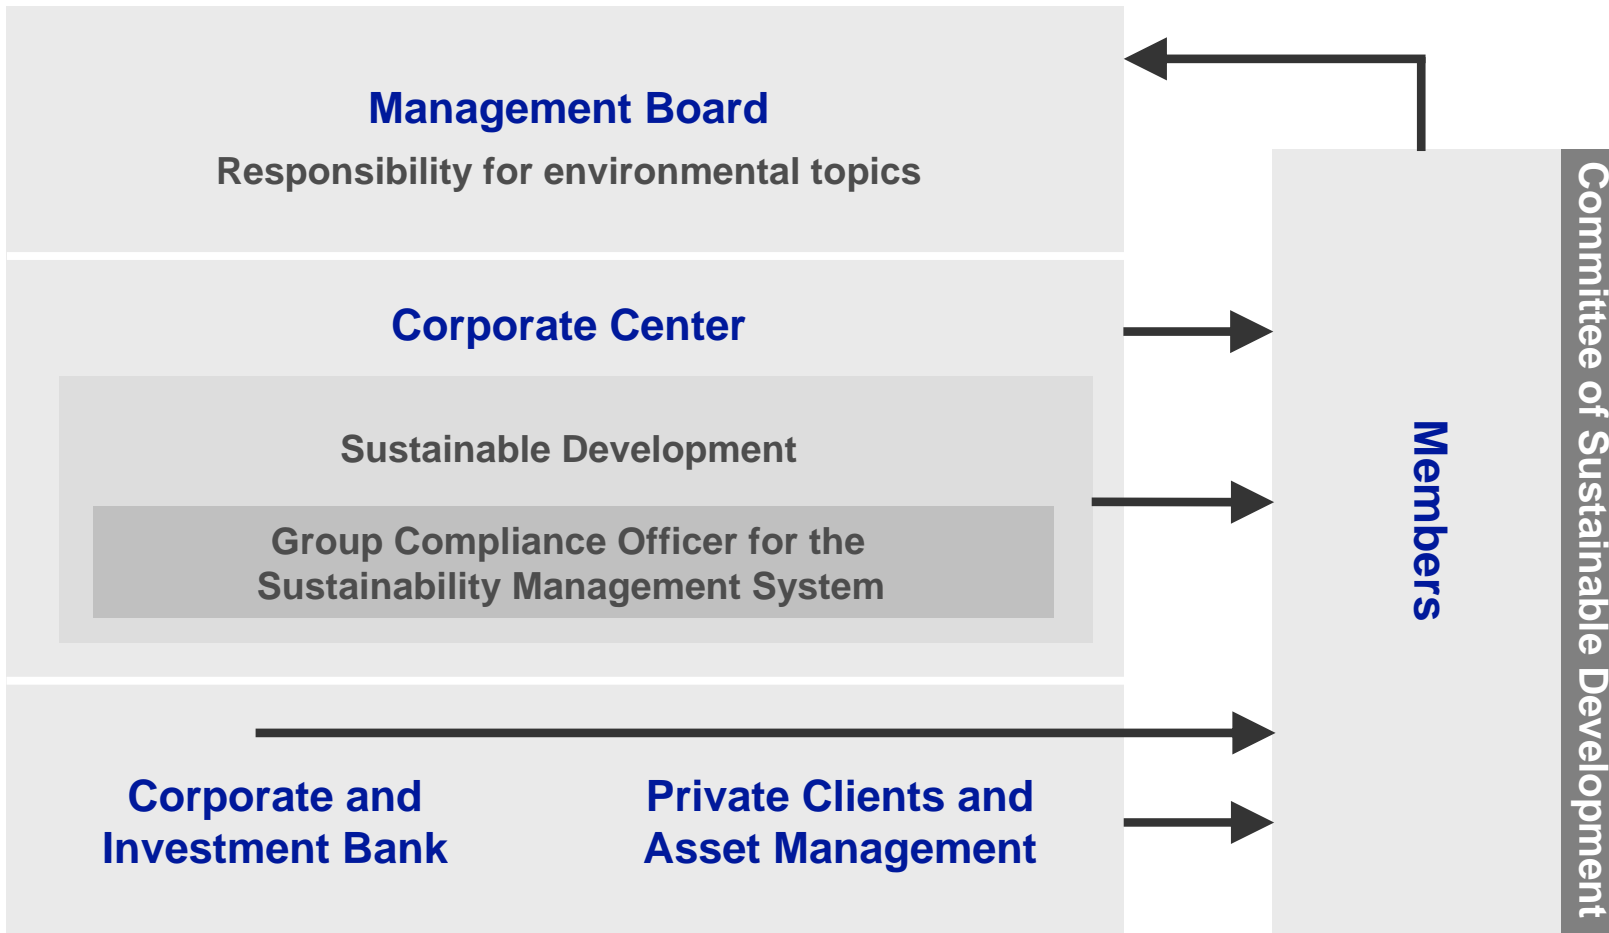 Management Board
Responsibility for environmental topics
Corporate Center
Sustainable Development
Group Compliance Officer for the
Sustainability Management System
Corporate and
Investment Bank
Private Clients and
Asset Management
Members
Committee of Sustainable Development